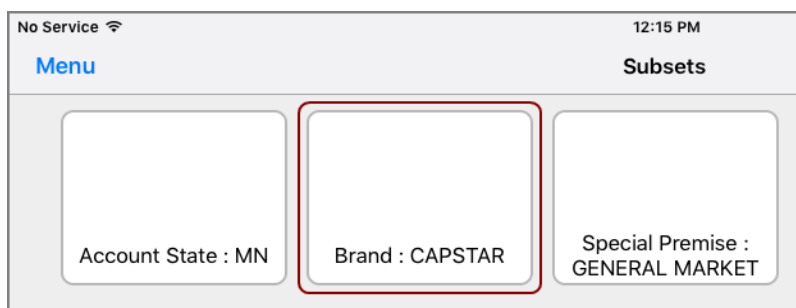 No Service 12:15 PM
Menu Subsets
Account State : MN
Brand : CAPSTAR
Special Premise :
GENERAL MARKET